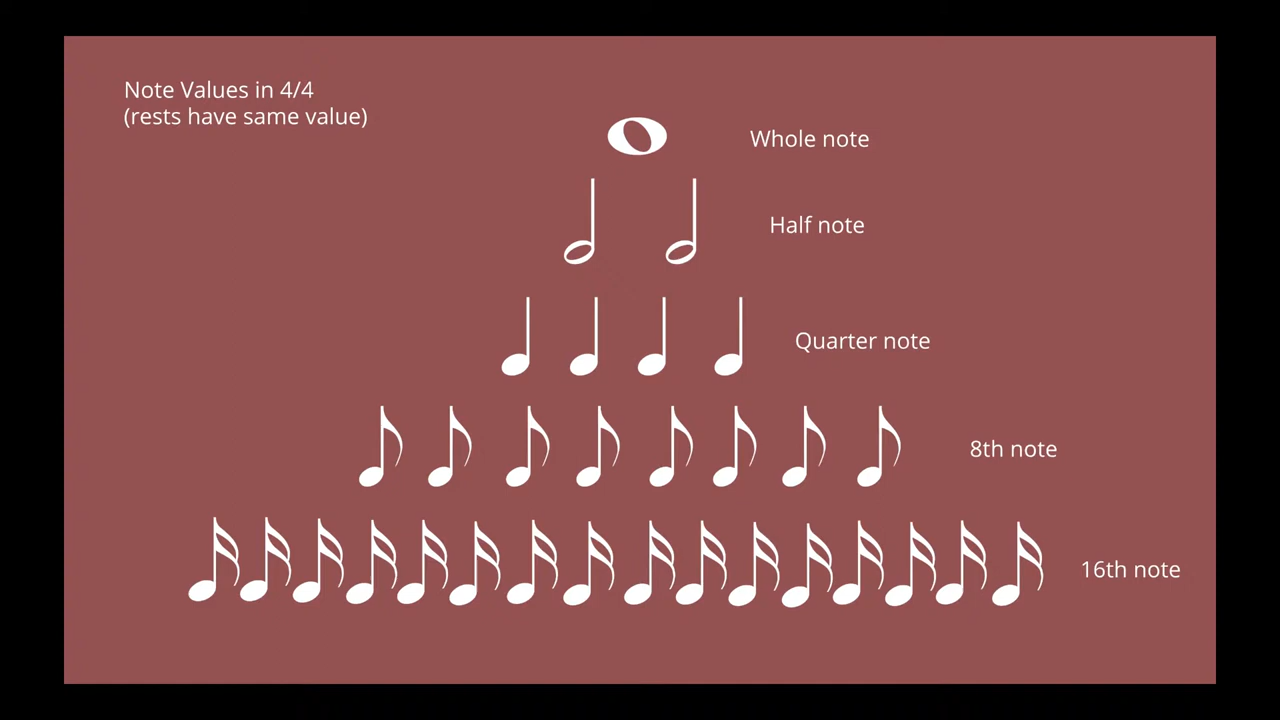 Note Values in 4/4
(rests have same value)
Whole note
Half note
Quarter note
8th note
16th note